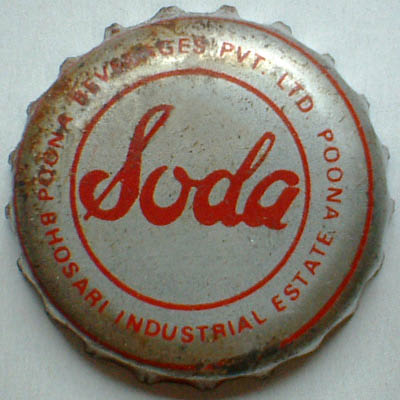 POONA BEVERAGES PVT. LTD. POONA
Soda
BHOSARI INDUSTRIAL ESTATE